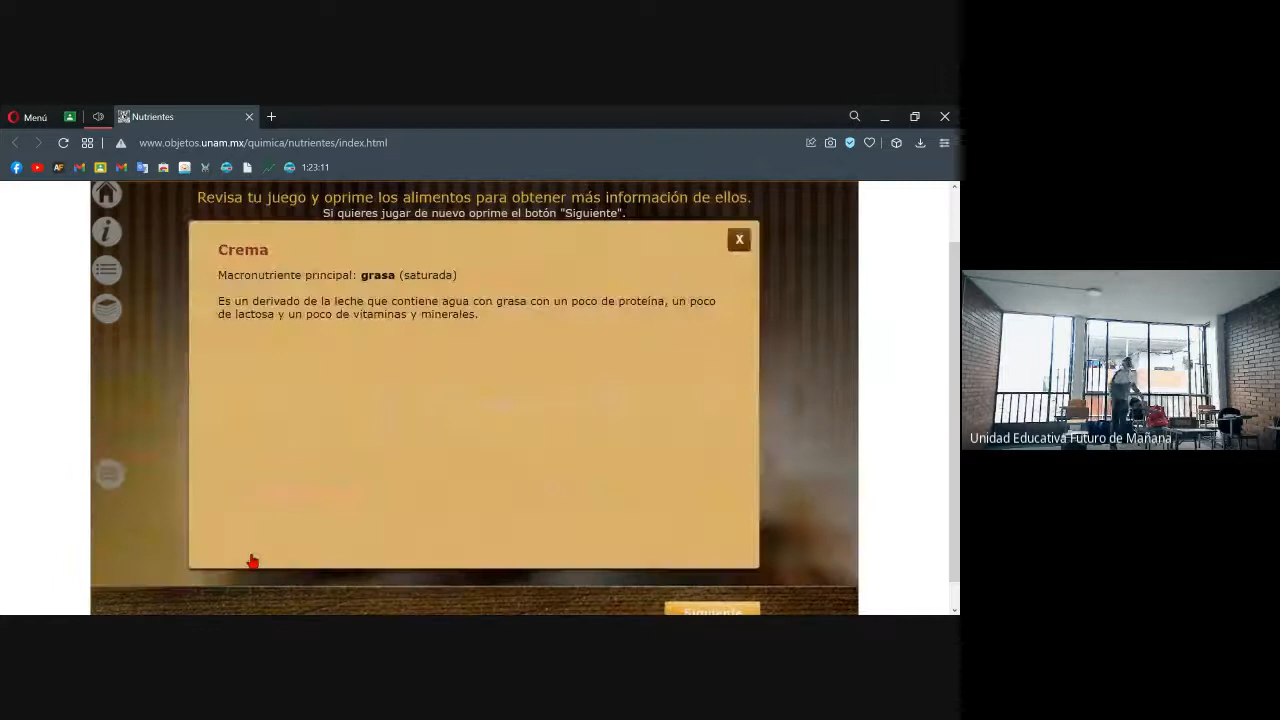 Menú
Nutrientes
www.objetos.unam.mx/quimica/nutrientes/index.html
AF
1:23:11
Revisa tu juego y oprime los alimentos para obtener más información de ellos.
Si quieres jugar de nuevo oprime el botón "Siguiente".
X
Crema
Macronutriente principal: grasa (saturada)
Es un derivado de la leche que contiene agua con grasa con un poco de proteína, un poco
de lactosa y un poco de vitaminas y minerales.
Siguiente
Unidad Educativa Futuro de Mañana